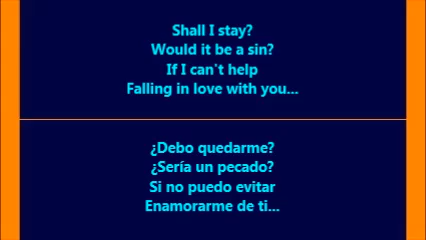 Shall I stay?
Would it be a sin?
If I can't help
Falling in love with you...
¿Debo quedarme?
¿Sería un pecado?
Si no puedo evitar
Enamorarme de ti...